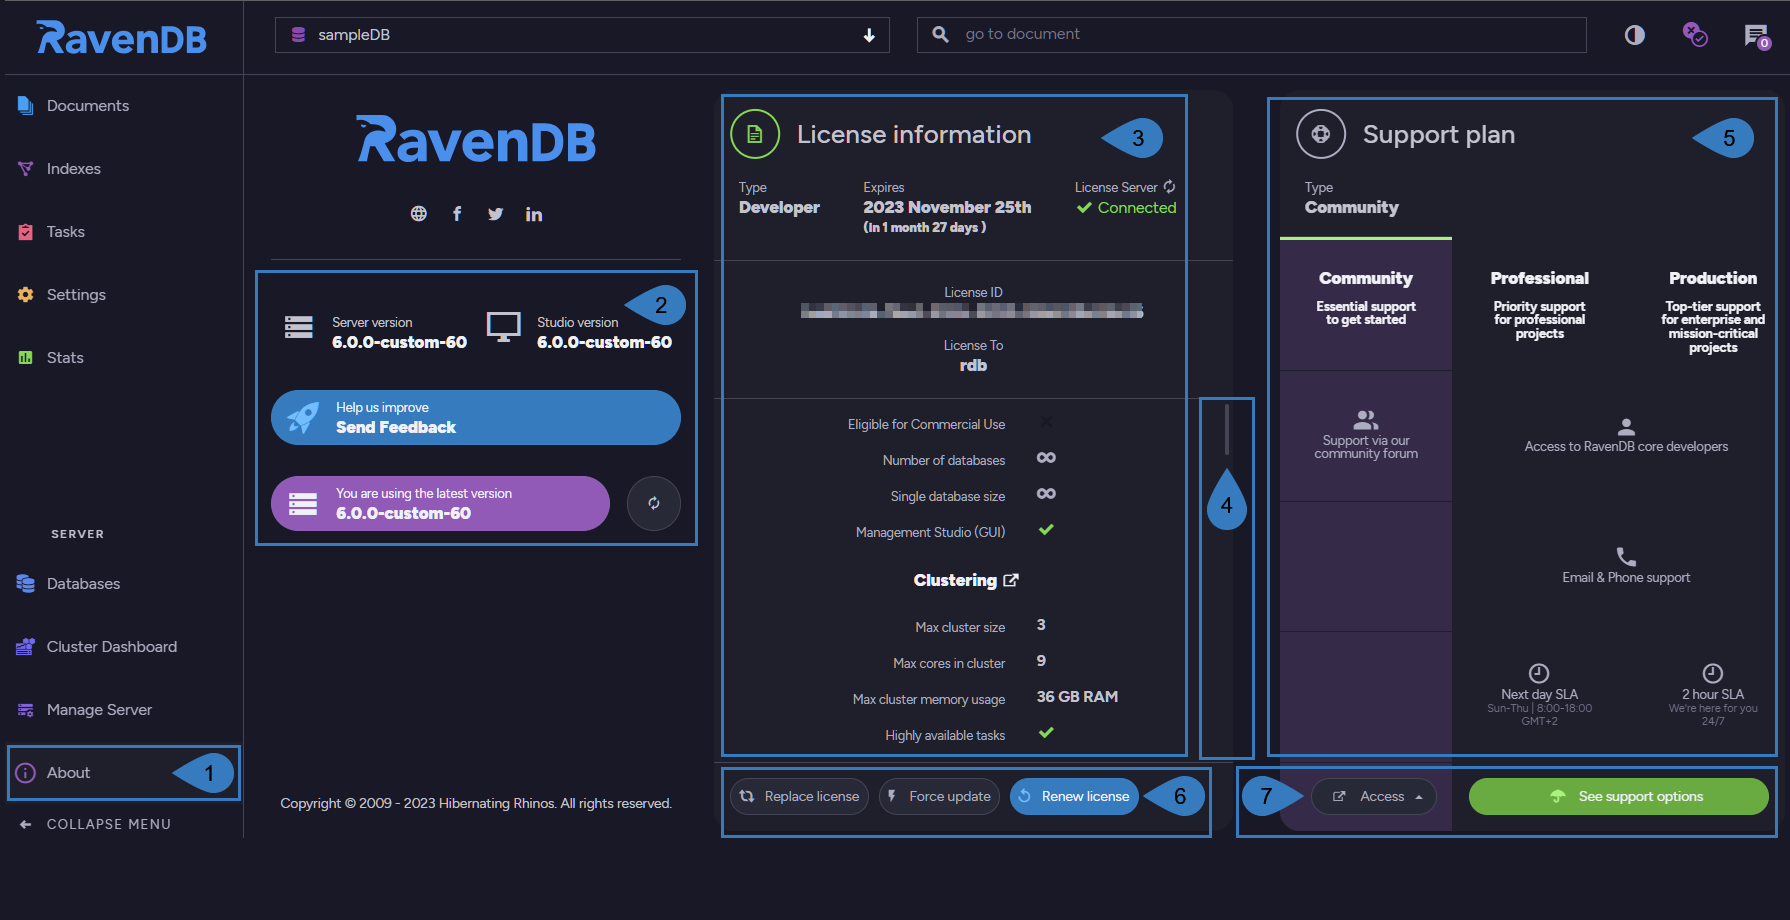 RavenDB
sampleDB
go to document
0
Documents
Indexes
Tasks
Settings
Stats
SERVER
Databases
Cluster Dashboard
Manage Server
About
1
COLLAPSE MENU
RavenDB
2
Server version
6.0.0-custom-60
Studio version
6.0.0-custom-60
Help us improve
Send Feedback
You are using the latest version
6.0.0-custom-60
Copyright © 2009 - 2023 Hibernating Rhinos. All rights reserved.
License information
3
Type
Developer
Expires
2023 November 25th
(in 1 month 27 days )
License Server
Connected
License ID
License To
rdb
Eligible for Commercial Use
Number of databases ∞
Single database size ∞
Management Studio (GUI)
Clustering
Max cluster size 3
Max cores in cluster 9
Max cluster memory usage 36 GB RAM
Highly available tasks
4
Replace license
Force update
Renew license
6
Support plan
5
Type
Community
Community
Essential support
to get started
Professional
Priority support
for professional
projects
Production
Top-tier support
for enterprise and
mission-critical
projects
Support via our
community forum
Access to RavenDB core developers
Email & Phone support
Next day SLA
Sun-Thu | 8:00-18:00
GMT+2
2 hour SLA
We're here for you
24/7
7
Access
See support options